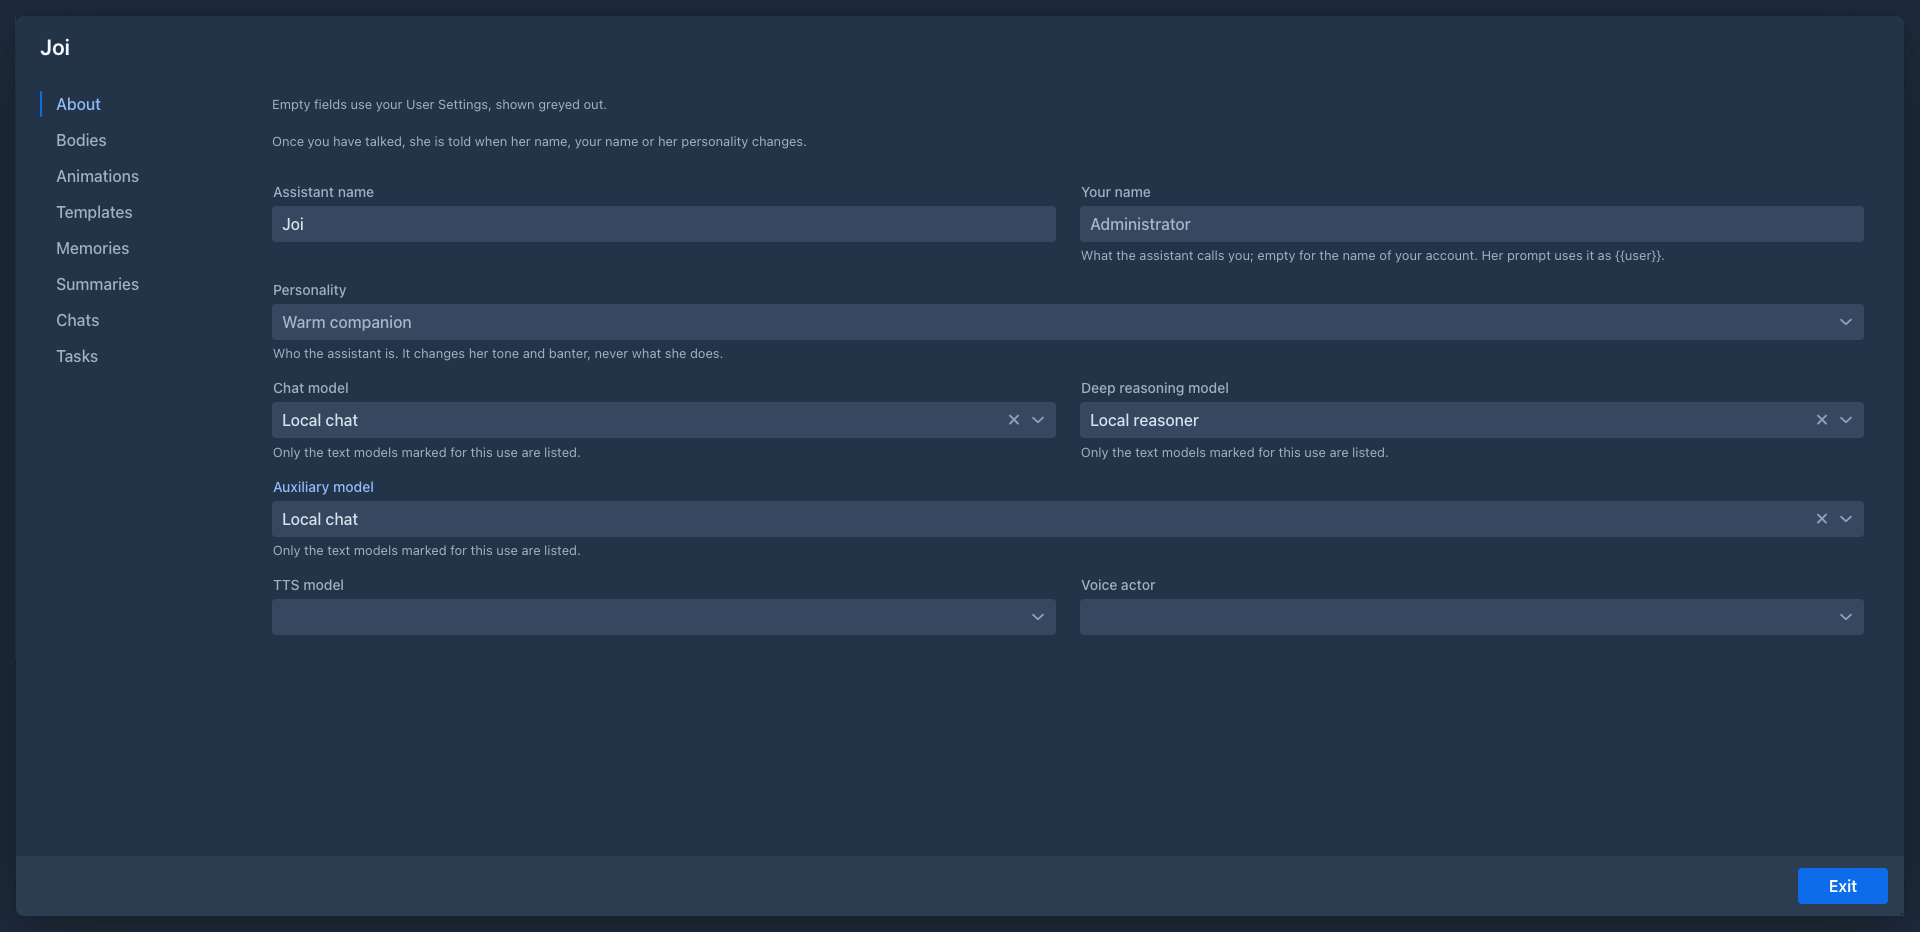 Joi
About
Bodies
Animations
Templates
Memories
Summaries
Chats
Tasks
Empty fields use your User Settings, shown greyed out.
Once you have talked, she is told when her name, your name or her personality changes.
Assistant name
Joi
Your name
Administrator
What the assistant calls you; empty for the name of your account. Her prompt uses it as {{user}}.
Personality
Warm companion
Who the assistant is. It changes her tone and banter, never what she does.
Chat model
Local chat
Only the text models marked for this use are listed.
Deep reasoning model
Local reasoner
Only the text models marked for this use are listed.
Auxiliary model
Local chat
Only the text models marked for this use are listed.
TTS model
Voice actor
Exit